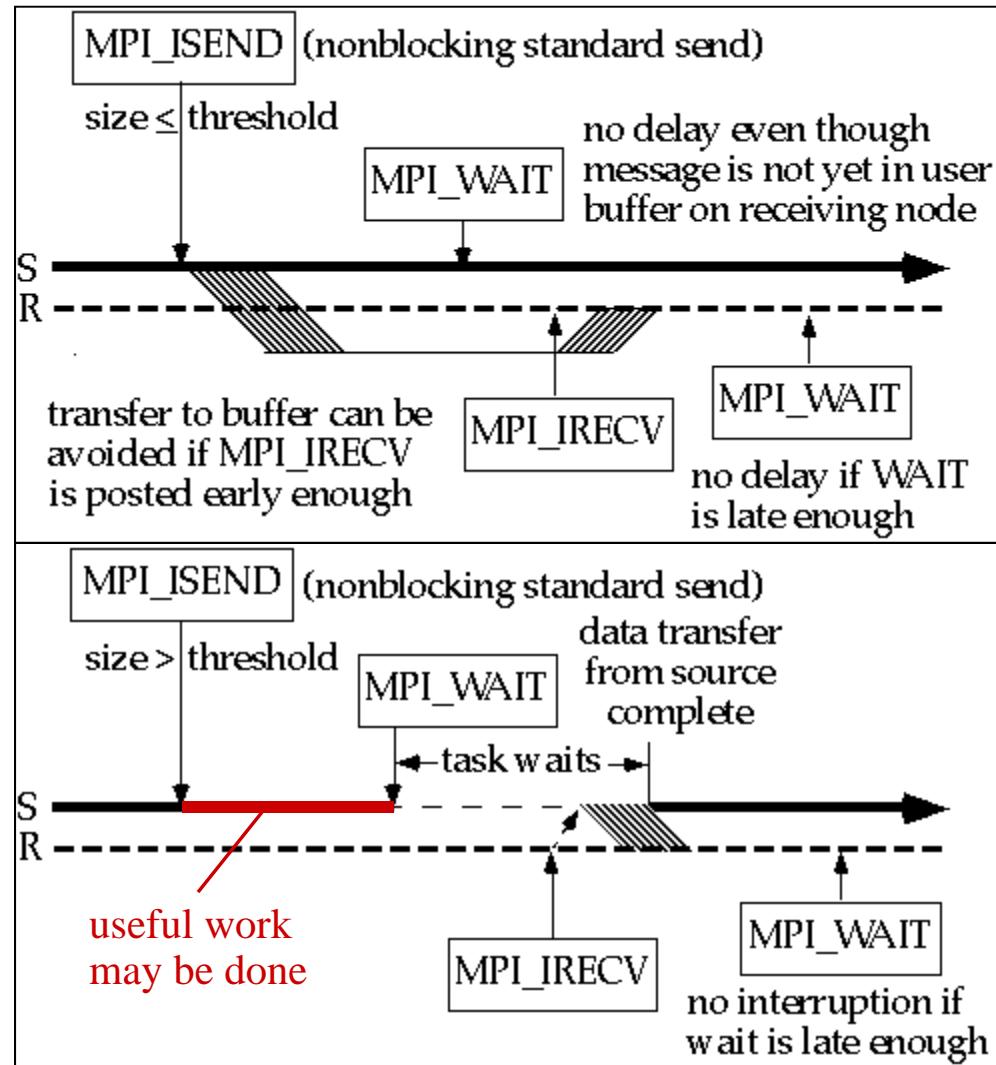 MPI_ISEND (nonblocking standard send)
size ≤ threshold
MPI_WAIT
no delay even though
message is not yet in user
buffer on receiving node
S
R
transfer to buffer can be
avoided if MPI_IRECV
is posted early enough
MPI_IRECV
MPI_WAIT
no delay if WAIT
is late enough
MPI_ISEND (nonblocking standard send)
size > threshold
MPI_WAIT
data transfer
from source
complete
task waits
S
R
useful work
may be done
MPI_IRECV
MPI_WAIT
no interruption if
wait is late enough